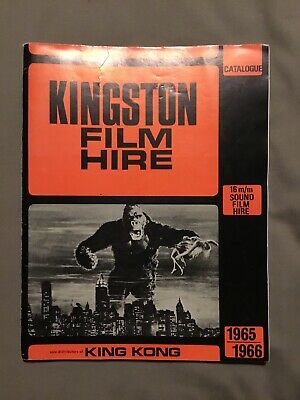 CATALOGUE
KINGSTON
FILM
HIRE
16 m/m
SOUND
FILM
HIRE
1965
1966
sole distributors of KING KONG